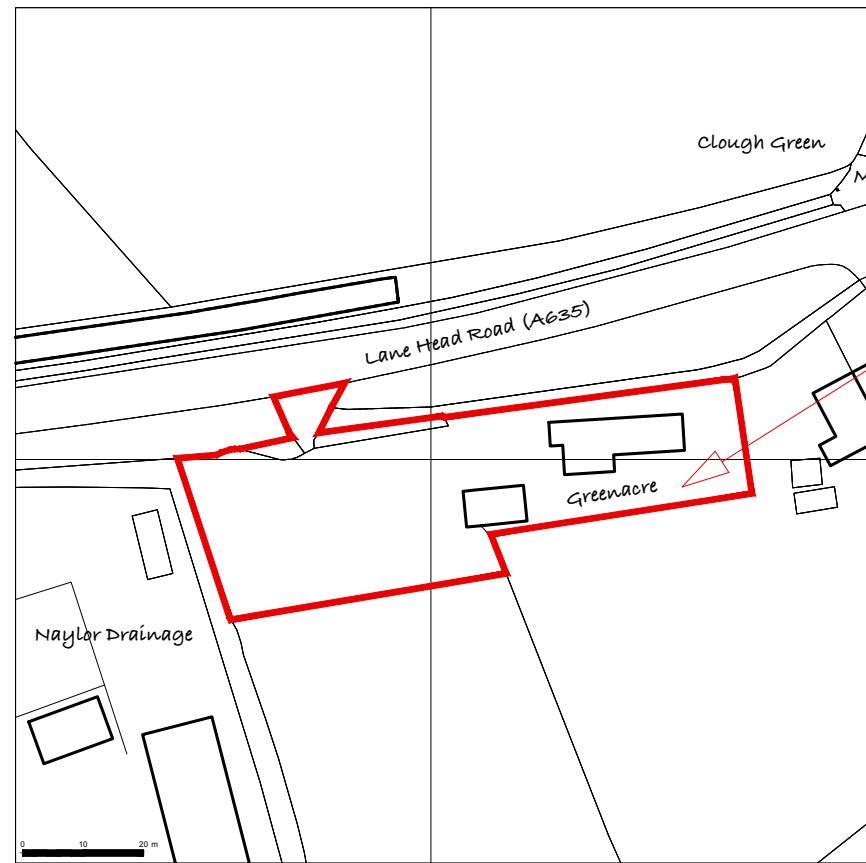 Clough Green
M
Lane Head Road (A635)
Greenacre
Naylor Drainage
0 10 20 m